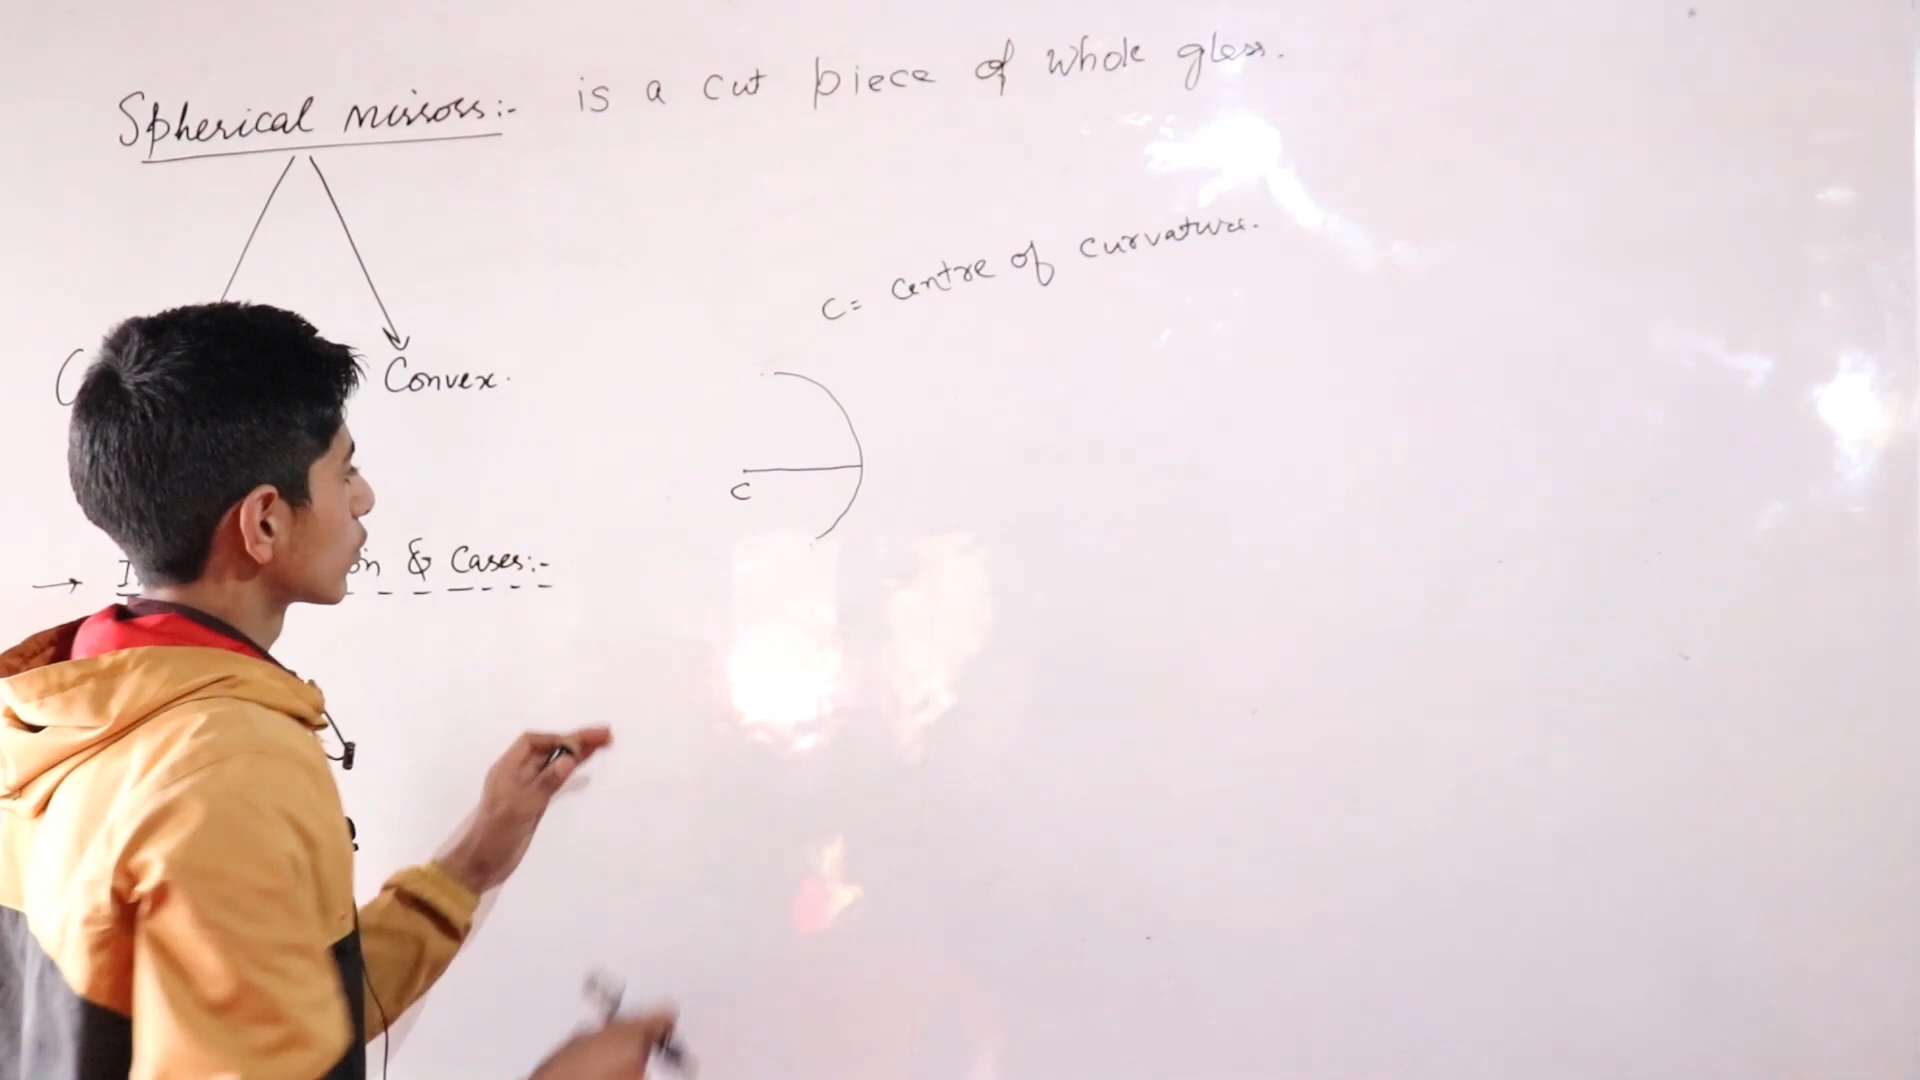 Spherical mirrors:- is a cut piece of whole glass.
C = Centre of curvature.
Convex.
C
→ & Cases:-